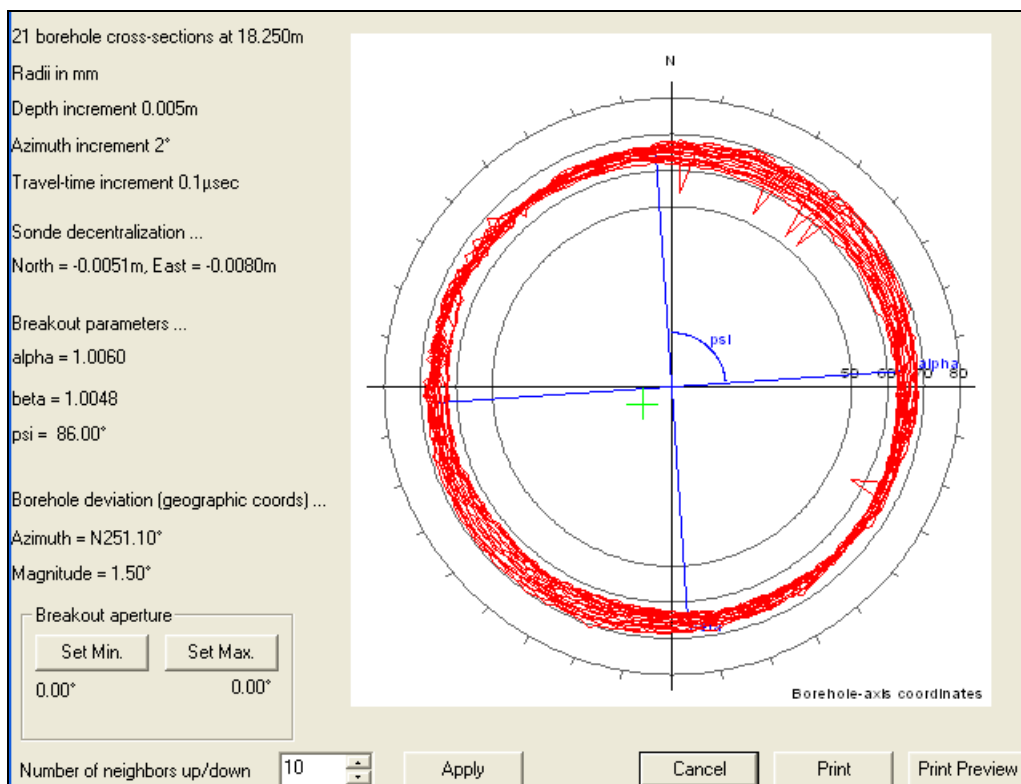 21 borehole cross-sections at 18.250m
Radii in mm
Depth increment 0.005m
Azimuth increment 2°
Travel-time increment 0.1µsec
Sonde decentralization ...
North = -0.0051m, East = -0.0080m
Breakout parameters ...
alpha = 1.0060
beta = 1.0048
psi = 86.00°
Borehole deviation (geographic coords) ...
Azimuth = N251.10°
Magnitude = 1.50°
Breakout aperture
Set Min.
Set Max.
0.00°
0.00°
Number of neighbors up/down
10
Apply
Cancel
Print
Print Preview
N
psi
alpha
50 60 70 80
Borehole-axis coordinates